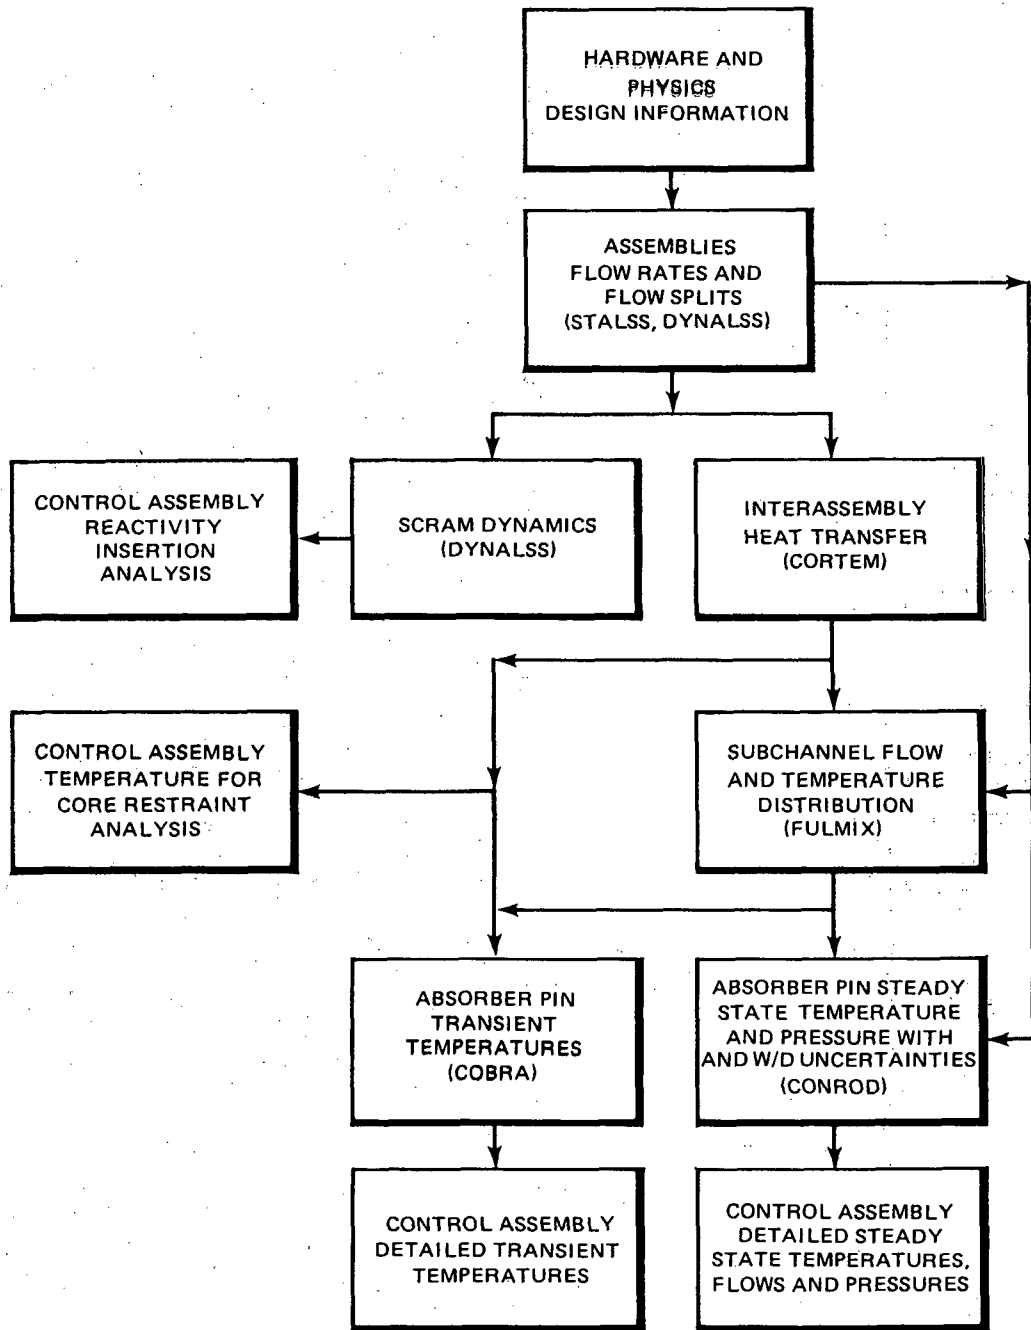 HARDWARE AND
PHYSICS
DESIGN INFORMATION
ASSEMBLIES
FLOW RATES AND
FLOW SPLITS
(STALSS, DYNALSS)
CONTROL ASSEMBLY
REACTIVITY
INSERTION
ANALYSIS
SCRAM DYNAMICS
(DYNALSS)
INTERASSEMBLY
HEAT TRANSFER
(CORTEM)
CONTROL ASSEMBLY
TEMPERATURE FOR
CORE RESTRAINT
ANALYSIS
SUBCHANNEL FLOW
AND TEMPERATURE
DISTRIBUTION
(FULMIX)
ABSORBER PIN
TRANSIENT
TEMPERATURES
(COBRA)
ABSORBER PIN STEADY
STATE TEMPERATURE
AND PRESSURE WITH
AND W/D UNCERTAINTIES
(CONROD)
CONTROL ASSEMBLY
DETAILED TRANSIENT
TEMPERATURES
CONTROL ASSEMBLY
DETAILED STEADY
STATE TEMPERATURES,
FLOWS AND PRESSURES